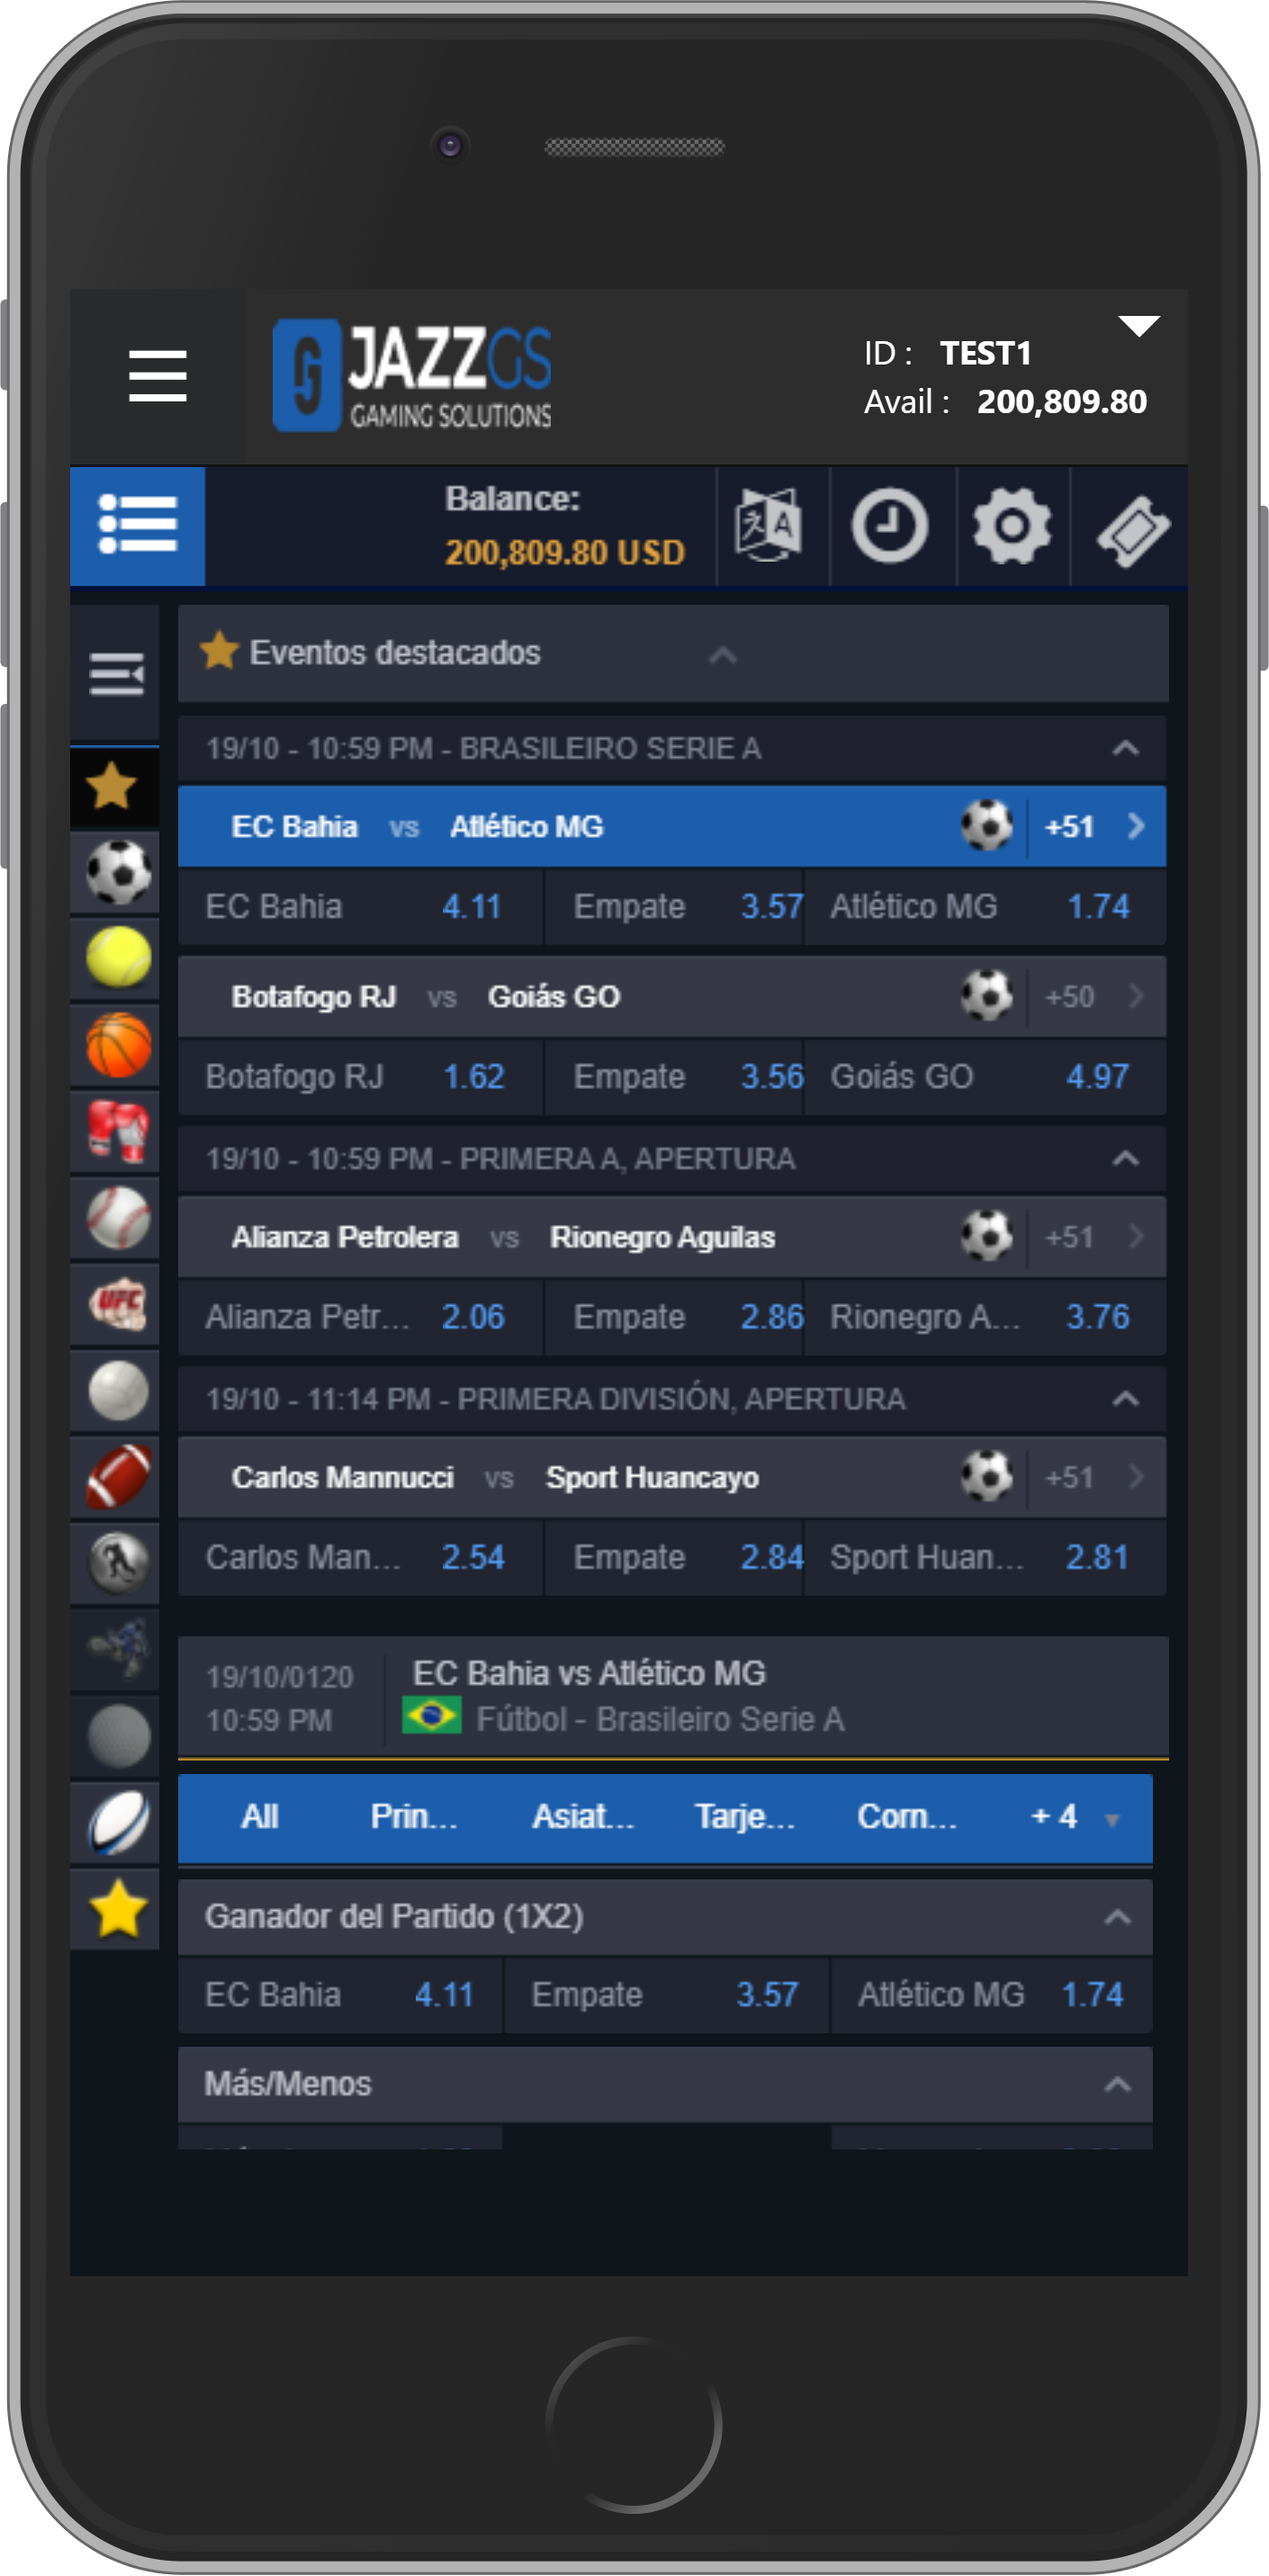 JAZZGS
GAMING SOLUTIONS
ID : TEST1
Avail : 200,809.80
Balance:
200,809.80 USD
Eventos destacados
19/10 - 10:59 PM - BRASILEIRO SERIE A
EC Bahia vs Atlético MG +51
EC Bahia 4.11 Empate 3.57 Atlético MG 1.74
Botafogo RJ vs Goiás GO +50
Botafogo RJ 1.62 Empate 3.56 Goiás GO 4.97
19/10 - 10:59 PM - PRIMERA A, APERTURA
Alianza Petrolera vs Rionegro Aguilas +51
Alianza Petr... 2.06 Empate 2.86 Rionegro A... 3.76
19/10 - 11:14 PM - PRIMERA DIVISIÓN, APERTURA
Carlos Mannucci vs Sport Huancayo +51
Carlos Man... 2.54 Empate 2.84 Sport Huan... 2.81
UFC
19/10/0120 EC Bahia vs Atlético MG
10:59 PM Fútbol - Brasileiro Serie A
All Prin... Asiat... Tarje... Corn... + 4
Ganador del Partido (1X2)
EC Bahia 4.11 Empate 3.57 Atlético MG 1.74
Más/Menos